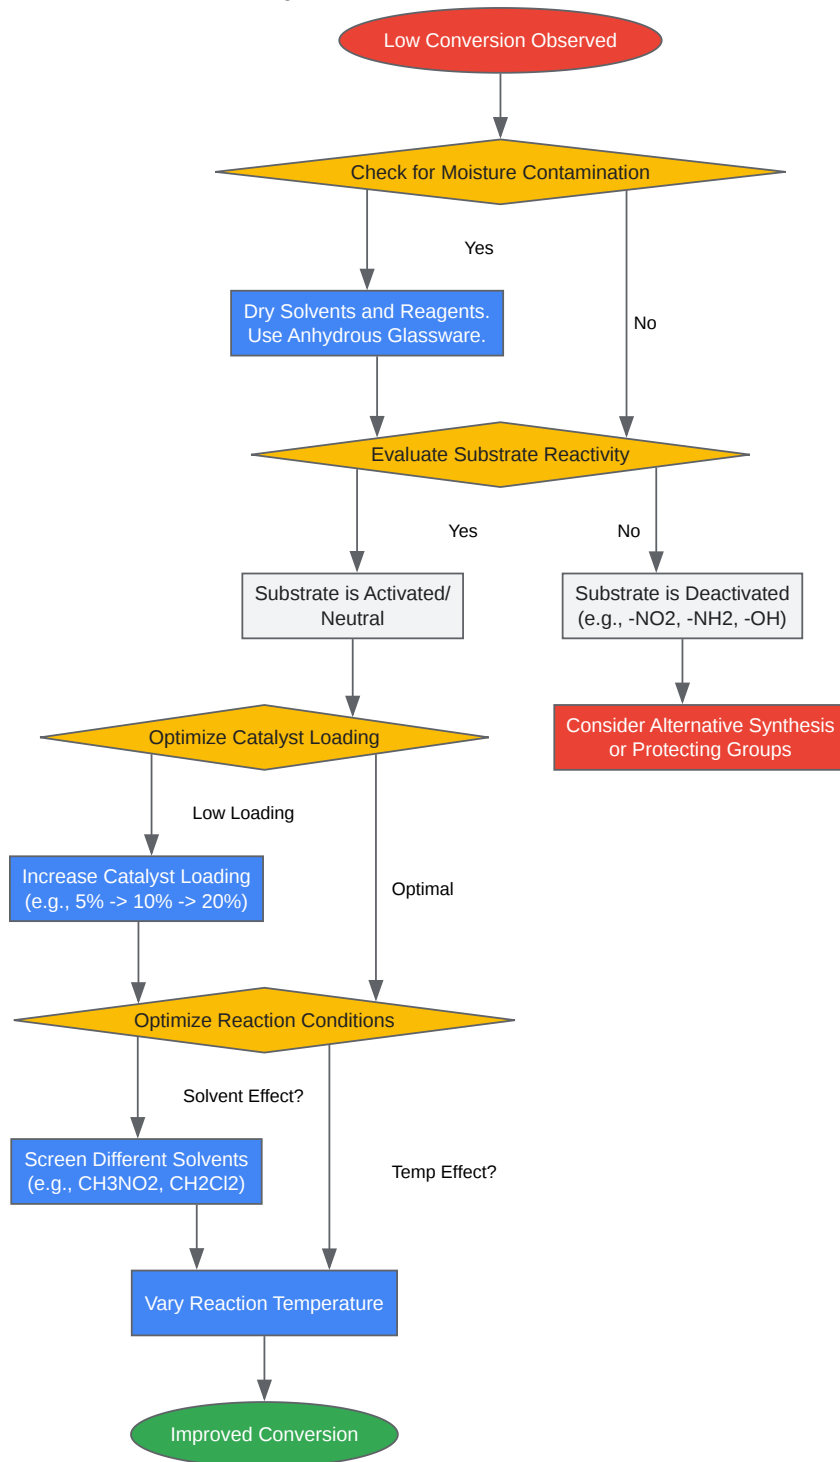 Low Conversion Observed
Check for Moisture Contamination
Yes
Dry Solvents and Reagents.
Use Anhydrous Glassware.
No
Evaluate Substrate Reactivity
Yes
No
Substrate is Activated/
Neutral
Substrate is Deactivated
(e.g., -NO2, -NH2, -OH)
Consider Alternative Synthesis
or Protecting Groups
Optimize Catalyst Loading
Low Loading
Increase Catalyst Loading
(e.g., 5% -> 10% -> 20%)
Optimal
Optimize Reaction Conditions
Solvent Effect?
Screen Different Solvents
(e.g., CH3NO2, CH2Cl2)
Temp Effect?
Vary Reaction Temperature
Improved Conversion